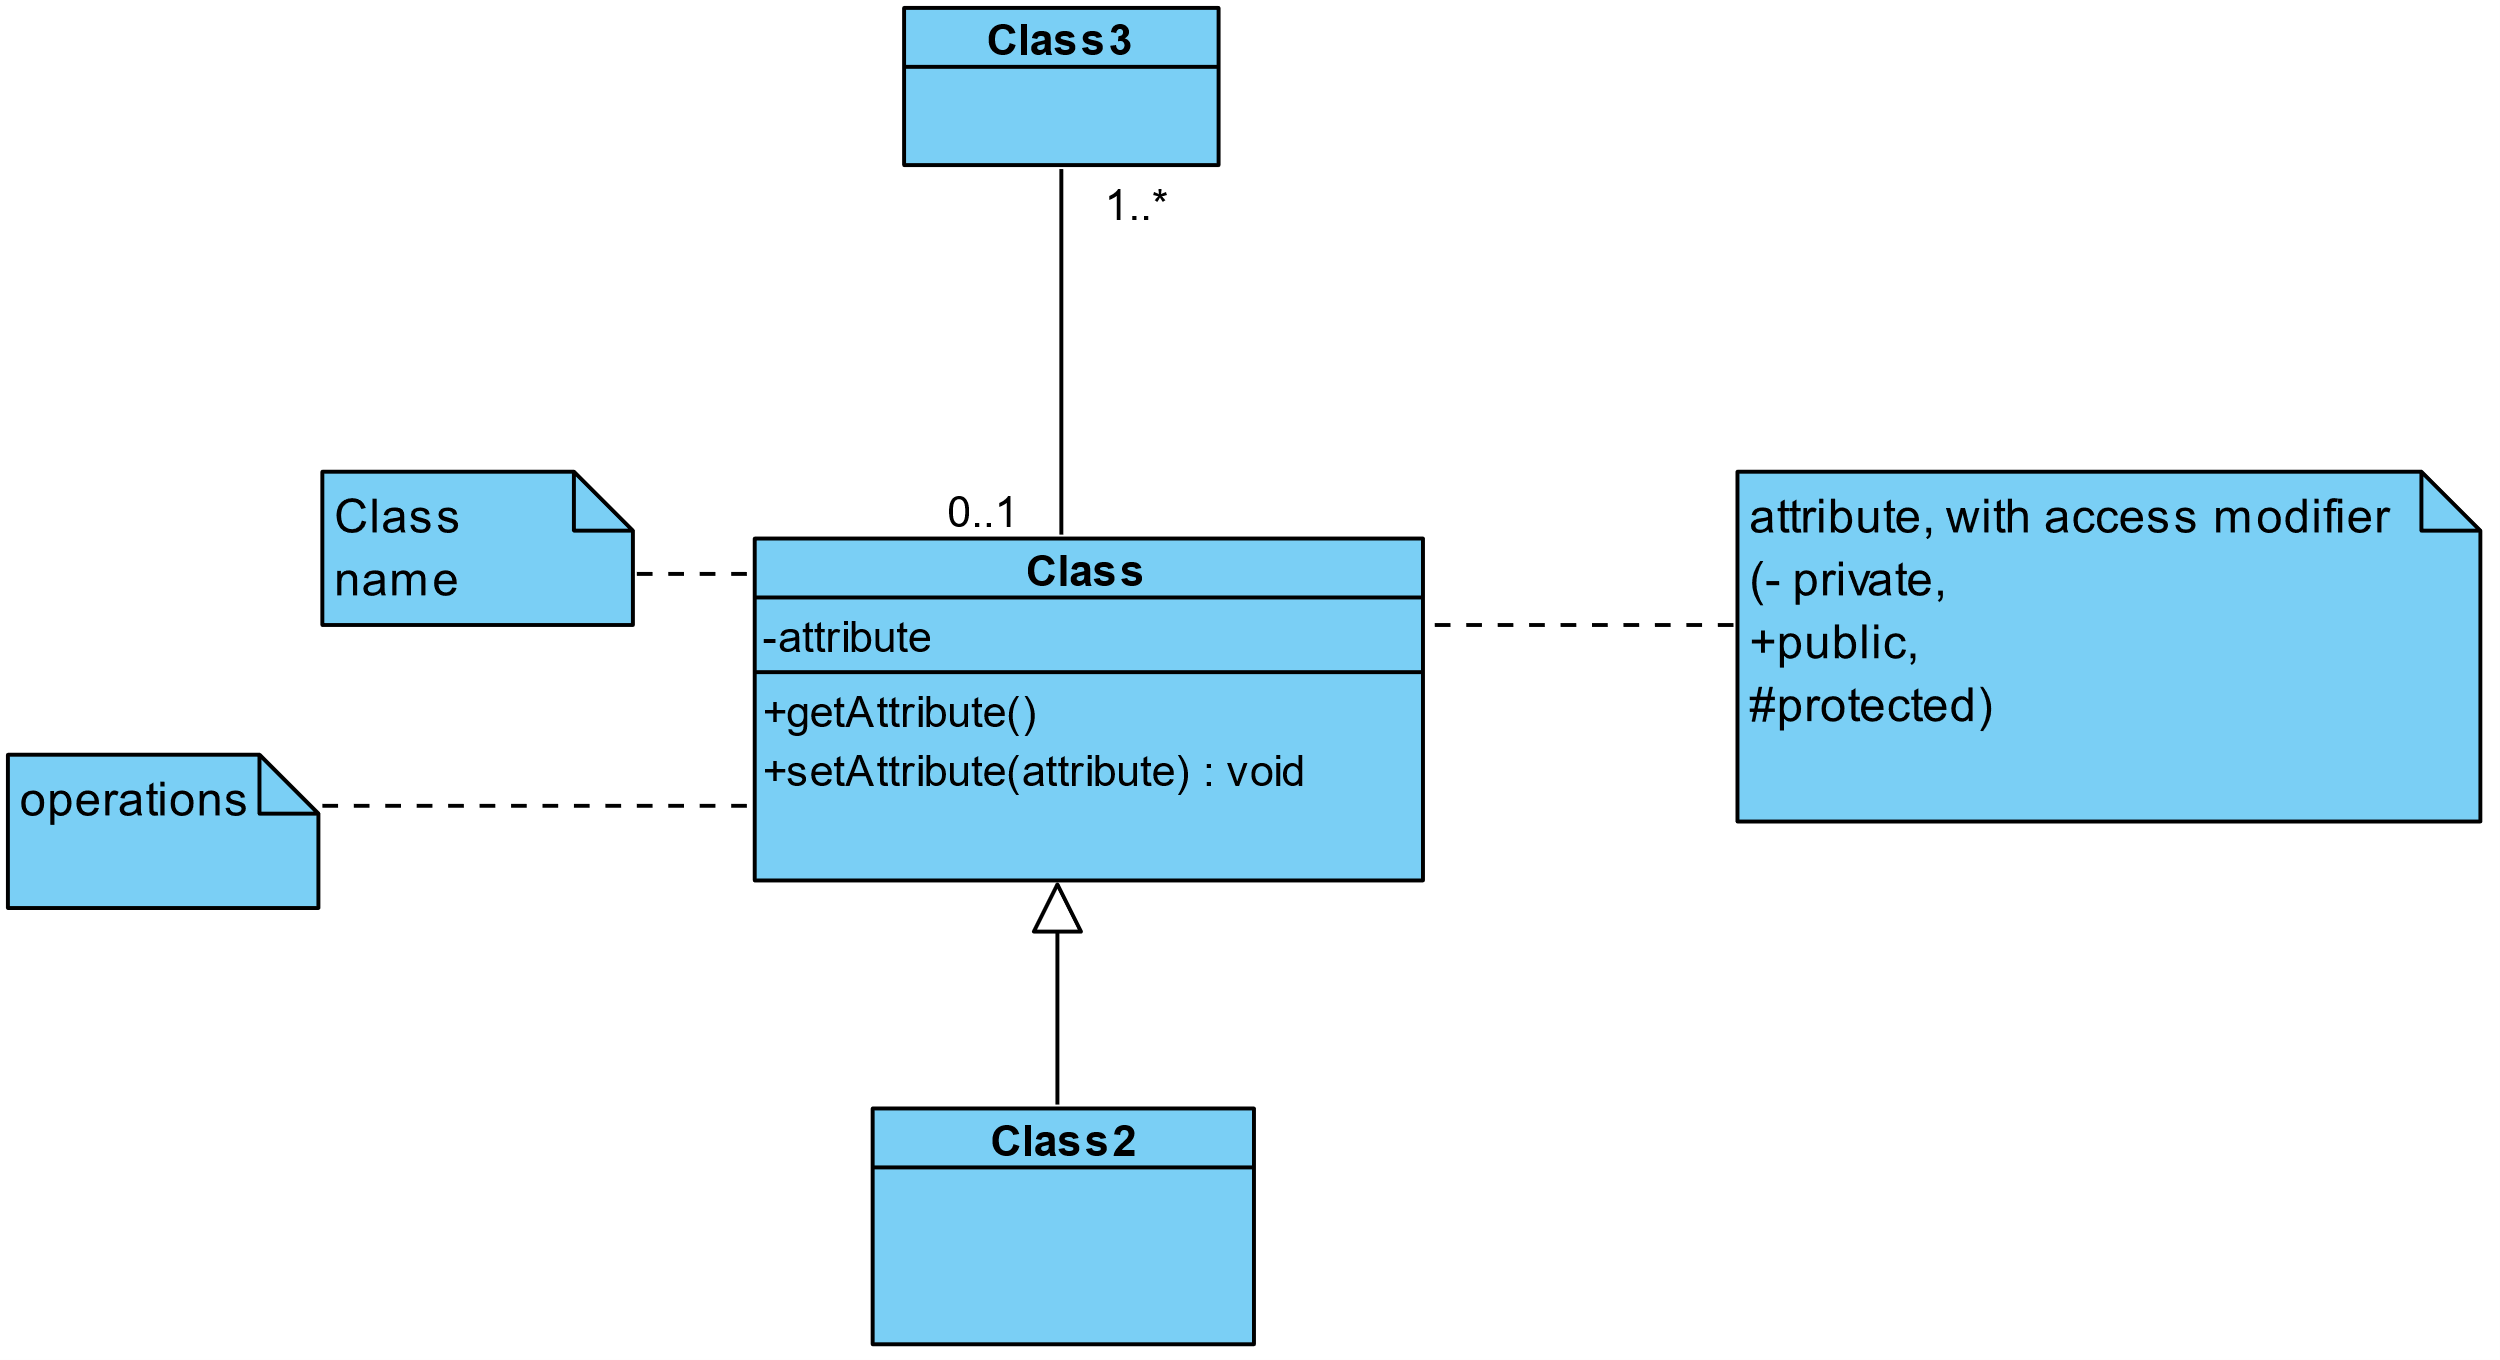 Class3
1..*
Class
name
0..1
Class
-attribute
+getAttribute()
+setAttribute(attribute) : void
attribute, with access modifier
(- private,
+public,
#protected)
operations
Class2